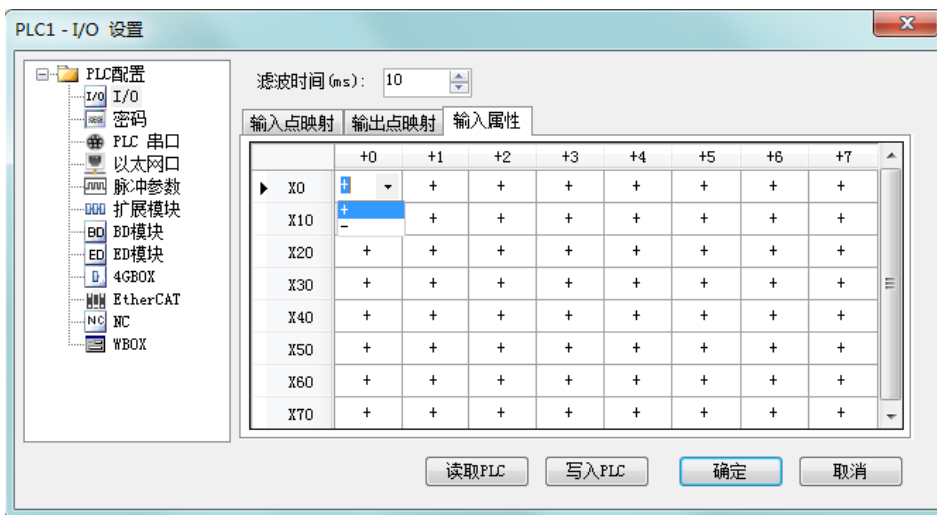 PLC1 - I/O 设置
PLC配置
I/O I/O
密码
PLC 串口
以太网口
脉冲参数
扩展模块
BD BD模块
ED ED模块
4GBOX
EtherCAT
NC NC
WBOX
滤波时间(ms): 10
输入点映射 输出点映射 输入属性
+0 +1 +2 +3 +4 +5 +6 +7
X0 + + + + + + + +
+
-
X10 + + + + + + +
X20 + + + + + + + +
X30 + + + + + + + +
X40 + + + + + + + +
X50 + + + + + + + +
X60 + + + + + + + +
X70 + + + + + + + +
读取PLC 写入PLC 确定 取消